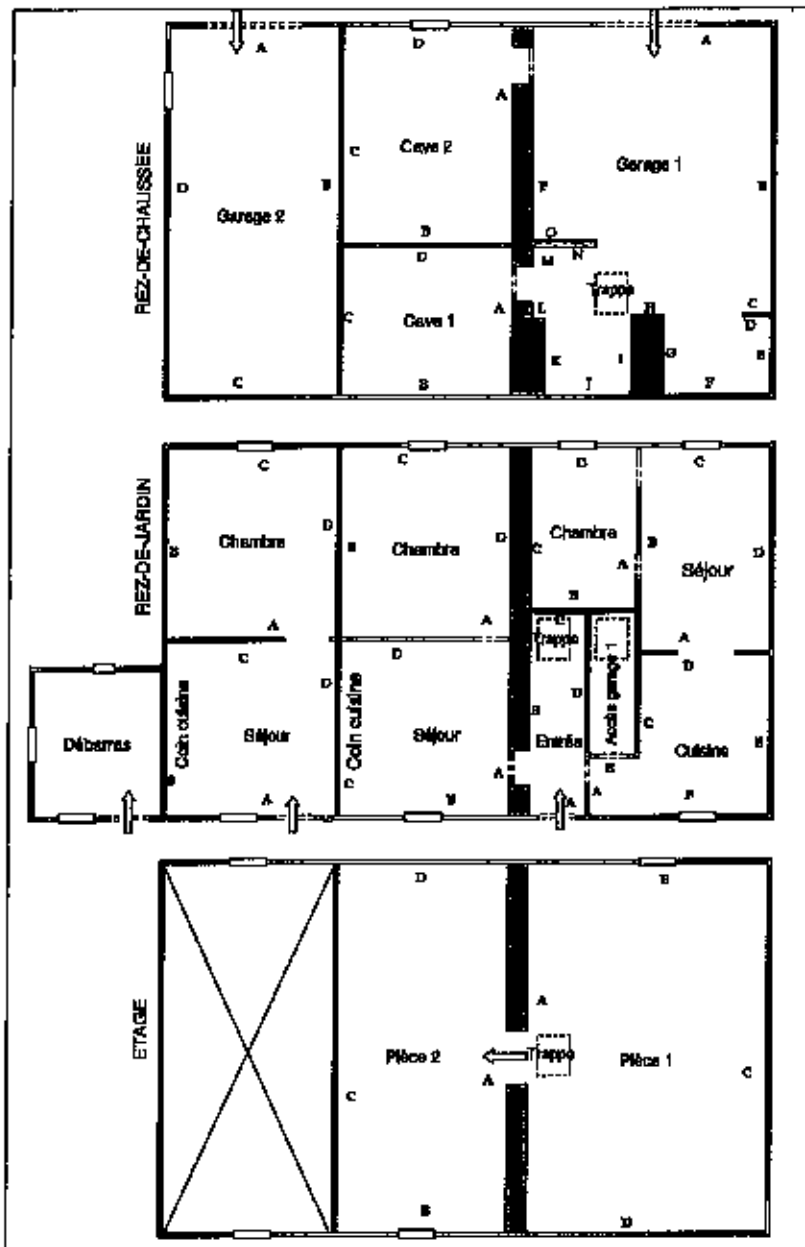 REZ-DE-CHAUSSÉE
A
D
A
A
C
Cave 2
Garage 1
D
B
F
B
Garage 2
B
O
D
M
N
Trappe
C
Cave 1
A
L
H
C
D
K
I
G
E
C
B
J
F
REZ-DE-JARDIN
C
C
D
C
D
B
Chambre
B
Chambre
D
C
Chambre
B
D
A
Séjour
B
A
A
D
A
C
D
Trappe
D
D
Coin cuisine
D
Coin cuisine
D
Accès garage 1
C
Débarras
Séjour
Séjour
B
Entrée
Cuisine
E
B
D
A
B
A
B
A
A
F
ETAGE
D
B
A
Pièce 2
Trappe
Pièce 1
C
A
C
B
D